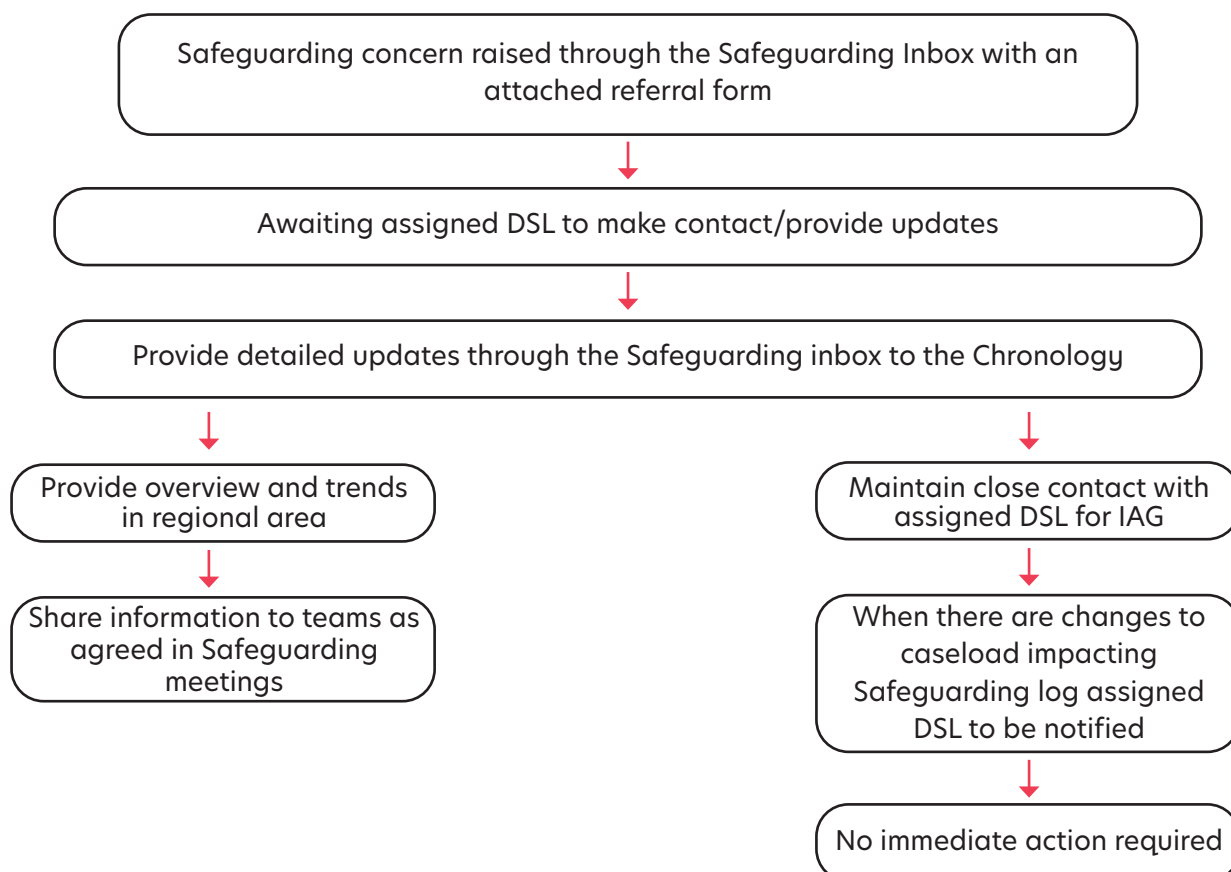 Safeguarding concern raised through the Safeguarding Inbox with an
attached referral form
Awaiting assigned DSL to make contact/provide updates
Provide detailed updates through the Safeguarding inbox to the Chronology
Provide overview and trends
in regional area
Share information to teams as
agreed in Safeguarding
meetings
Maintain close contact with
assigned DSL for IAG
When there are changes to
caseload impacting
Safeguarding log assigned
DSL to be notified
No immediate action required